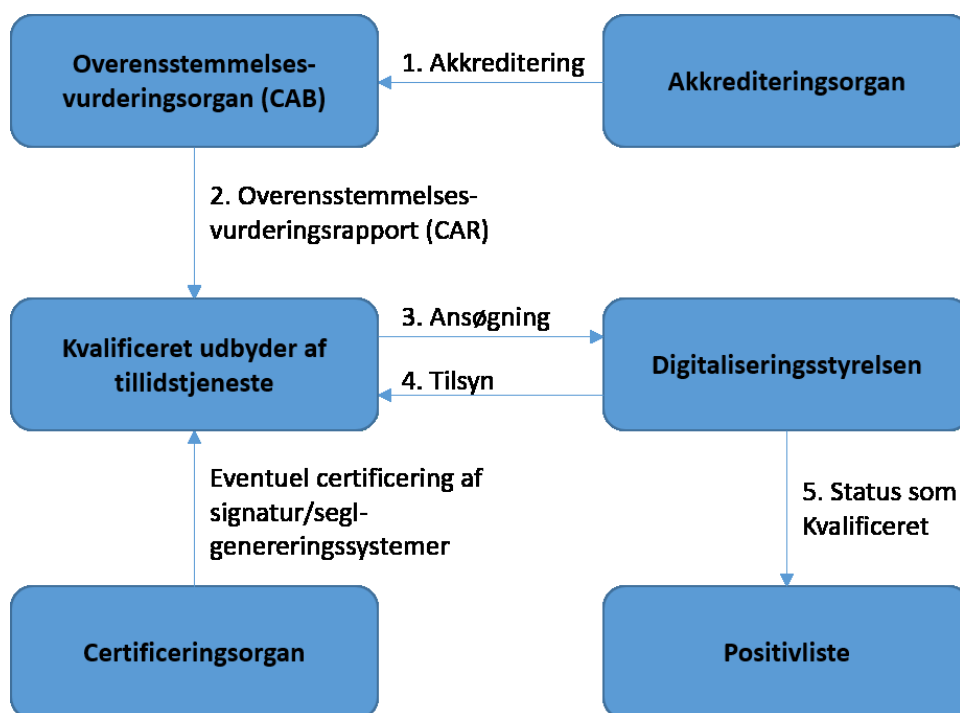 Overensstemmelses-
vurderingsorgan (CAB)
1. Akkreditering
Akkrediteringsorgan
2. Overensstemmelses-
vurderingsrapport (CAR)
Kvalificeret udbyder af
tillidstjeneste
3. Ansøgning
4. Tilsyn
Digitaliseringsstyrelsen
Eventuel certificering af
signatur/segl-
genereringssystemer
5. Status som
Kvalificeret
Certificeringsorgan
Positivliste